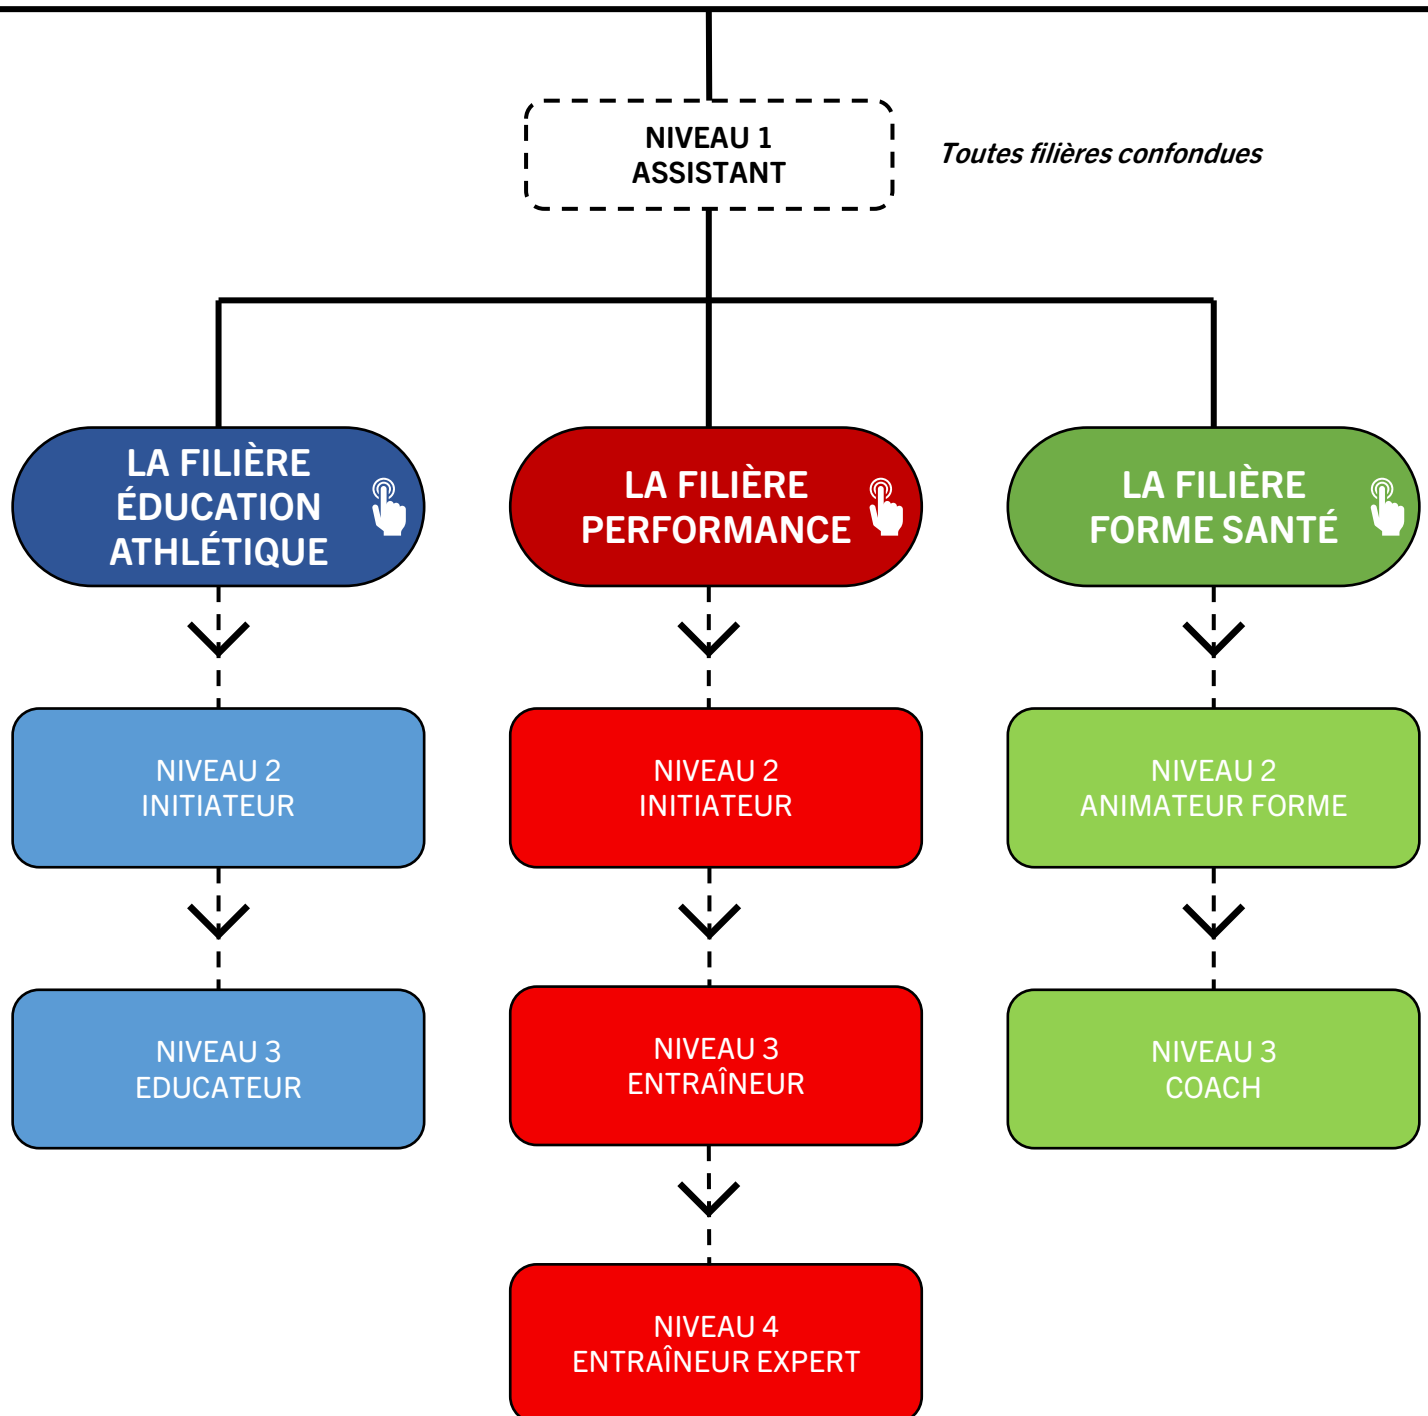 NIVEAU 1
ASSISTANT
Toutes filières confondues
LA FILIÈRE
ÉDUCATION
ATHLÉTIQUE
LA FILIÈRE
PERFORMANCE
LA FILIÈRE
FORME SANTÉ
NIVEAU 2
INITIATEUR
NIVEAU 2
INITIATEUR
NIVEAU 2
ANIMATEUR FORME
NIVEAU 3
EDUCATEUR
NIVEAU 3
ENTRAÎNEUR
NIVEAU 3
COACH
NIVEAU 4
ENTRAÎNEUR EXPERT